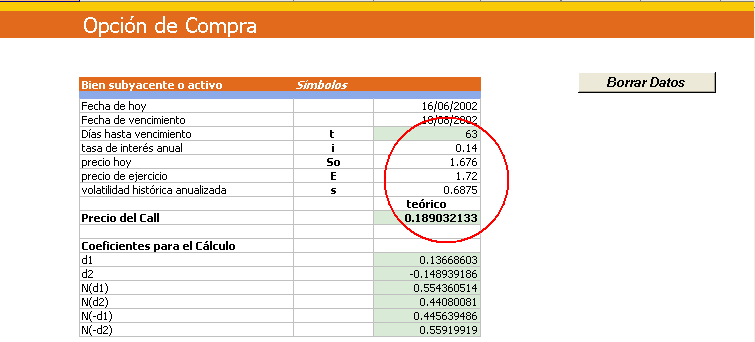 Opción de Compra
Borrar Datos
Bien subyacente o activo Símbolos
Fecha de hoy 16/06/2002
Fecha de vencimiento 18/08/2002
Días hasta vencimiento t 63
tasa de interés anual i 0.14
precio hoy So 1.676
precio de ejercicio E 1.72
volatilidad histórica anualizada s 0.6875
teórico
Precio del Call 0.189032133
Coeficientes para el Cálculo
d1 0.13668603
d2 -0.148939186
N(d1) 0.554360514
N(d2) 0.44080081
N(-d1) 0.445639486
N(-d2) 0.55919919